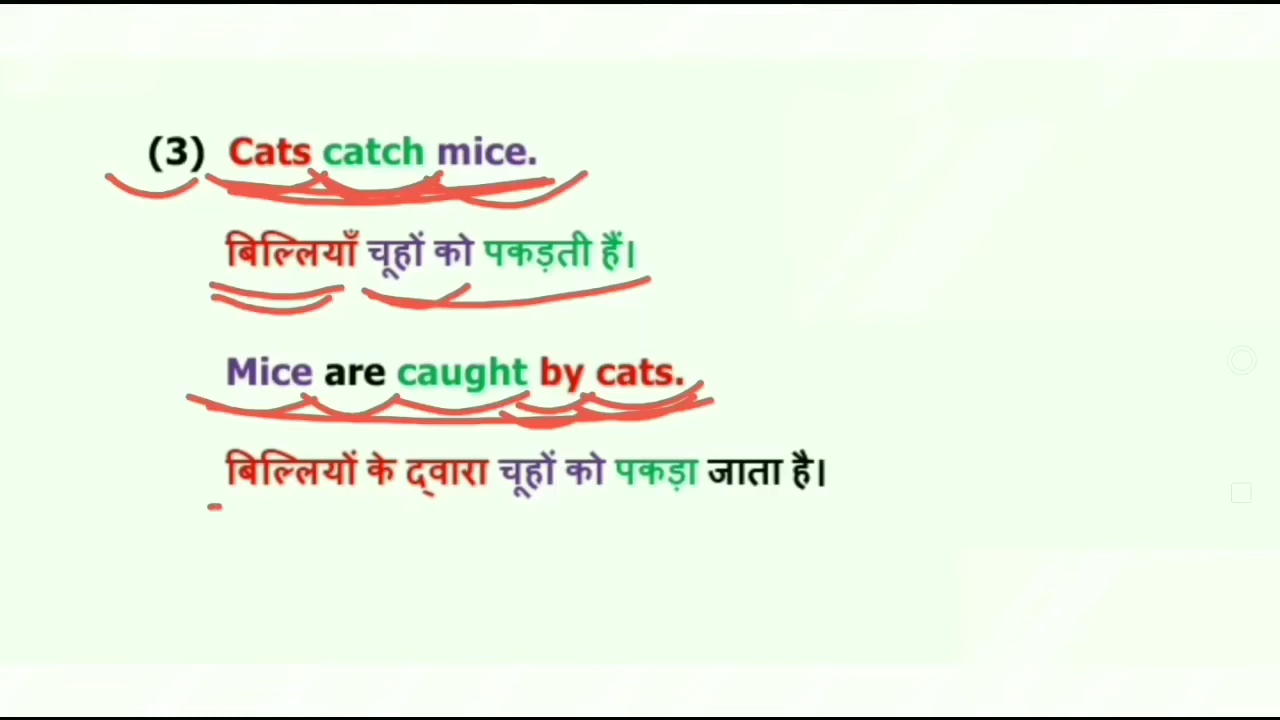 (3) Cats catch mice.
बिल्लियाँ चूहों को पकड़ती हैं।
Mice are caught by cats.
बिल्लियों के द्‌वारा चूहों को पकड़ा जाता है।